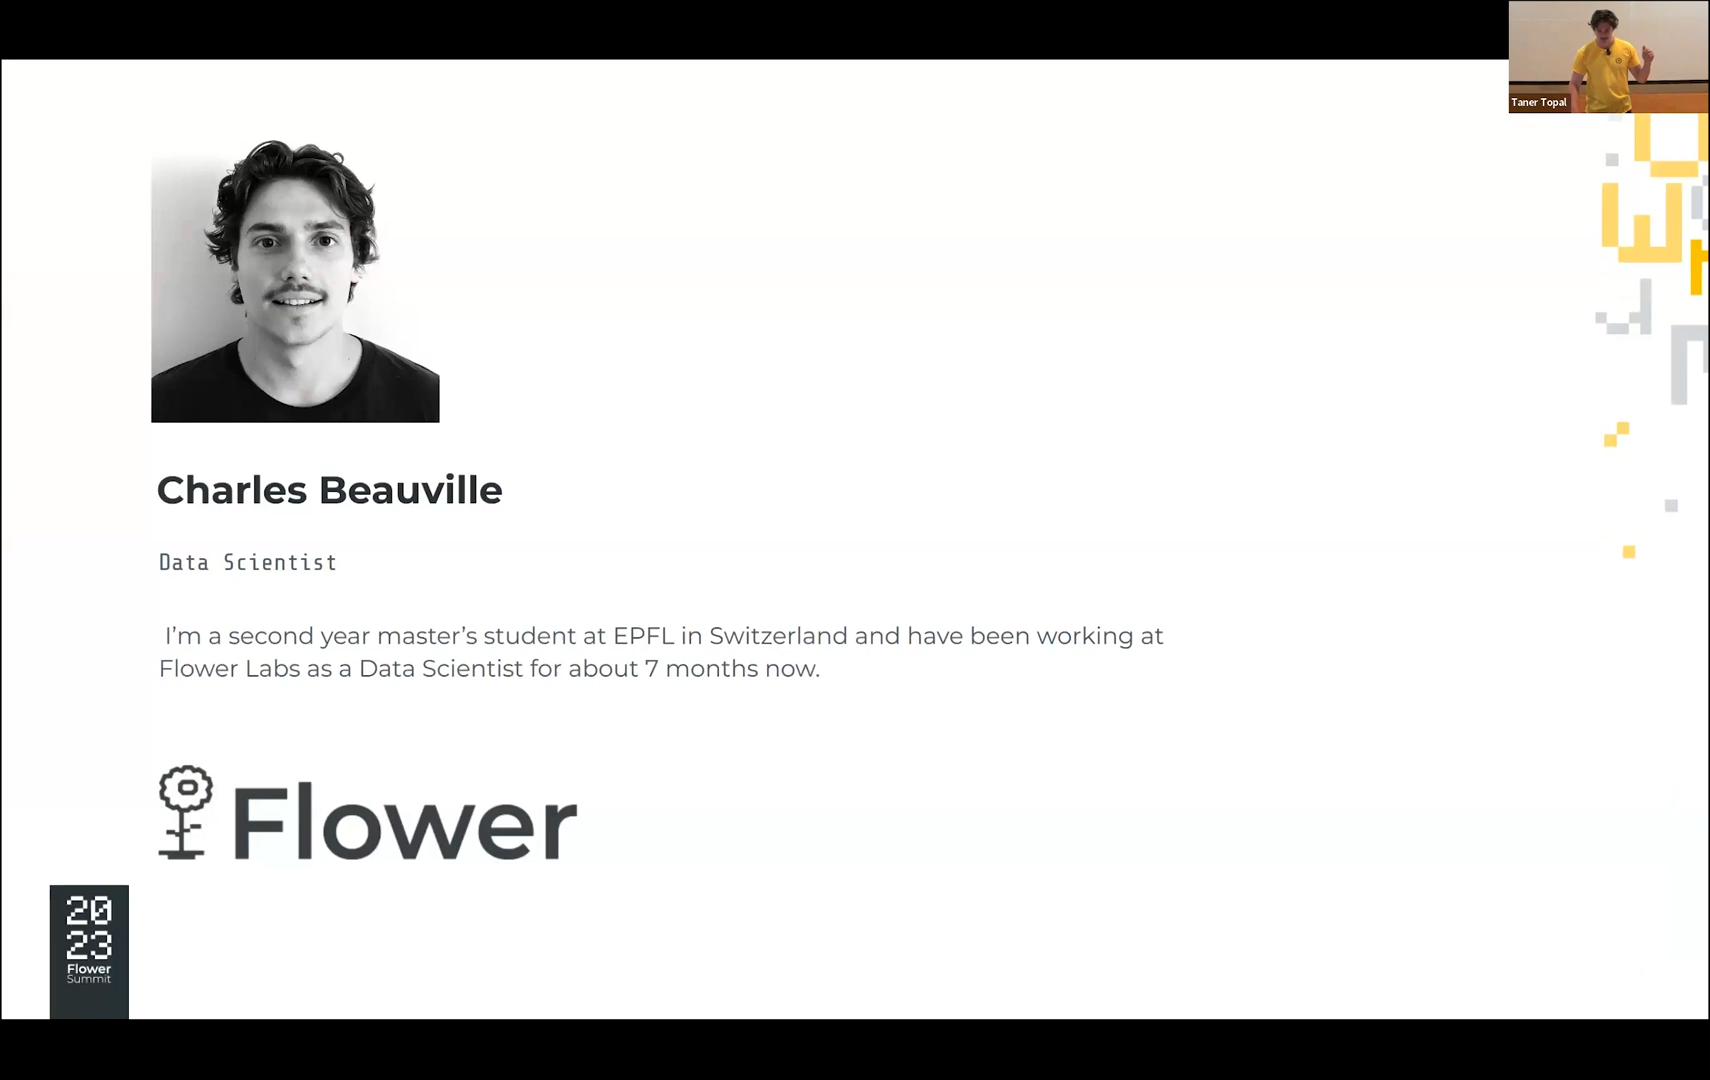 Taner Topal
Charles Beauville
Data Scientist
I’m a second year master’s student at EPFL in Switzerland and have been working at
Flower Labs as a Data Scientist for about 7 months now.
Flower
20
23
Flower
Summit